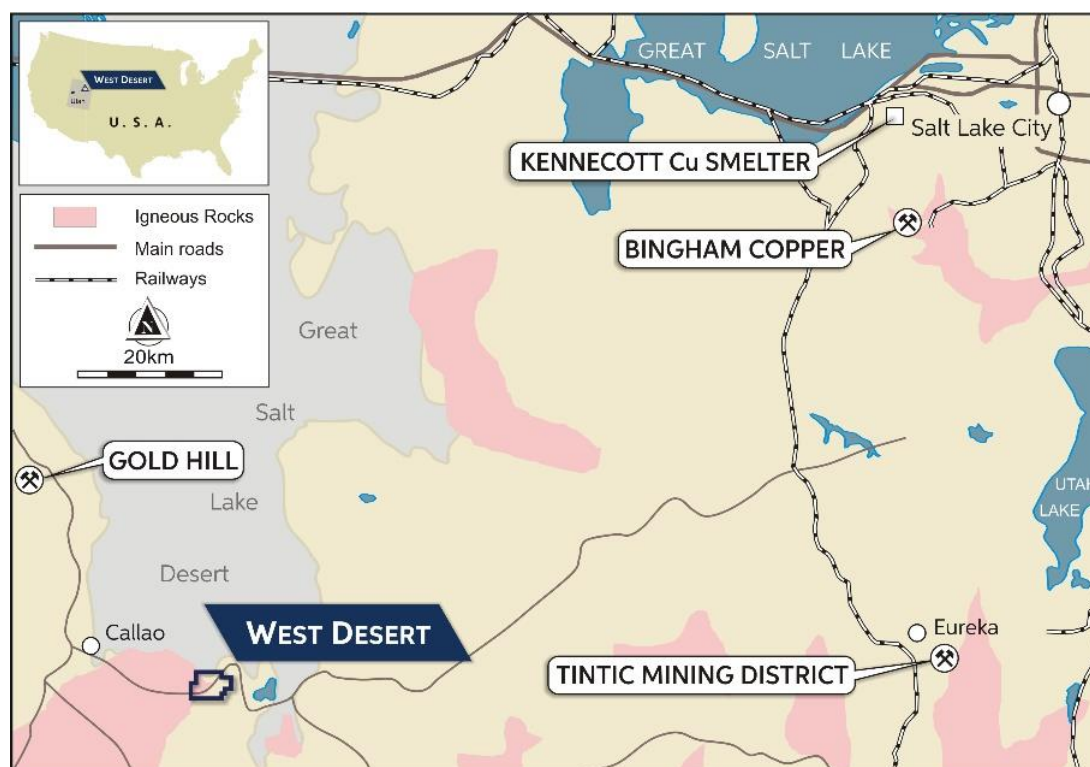 WEST DESERT
Utah
U. S. A.
Igneous Rocks
Main roads
Railways
N
20km
GREAT SALT LAKE
Salt Lake City
KENNECOTT Cu SMELTER
BINGHAM COPPER
Great
Salt
Lake
Desert
GOLD HILL
UTAH
LAKE
Callao
WEST DESERT
Eureka
TINTIC MINING DISTRICT